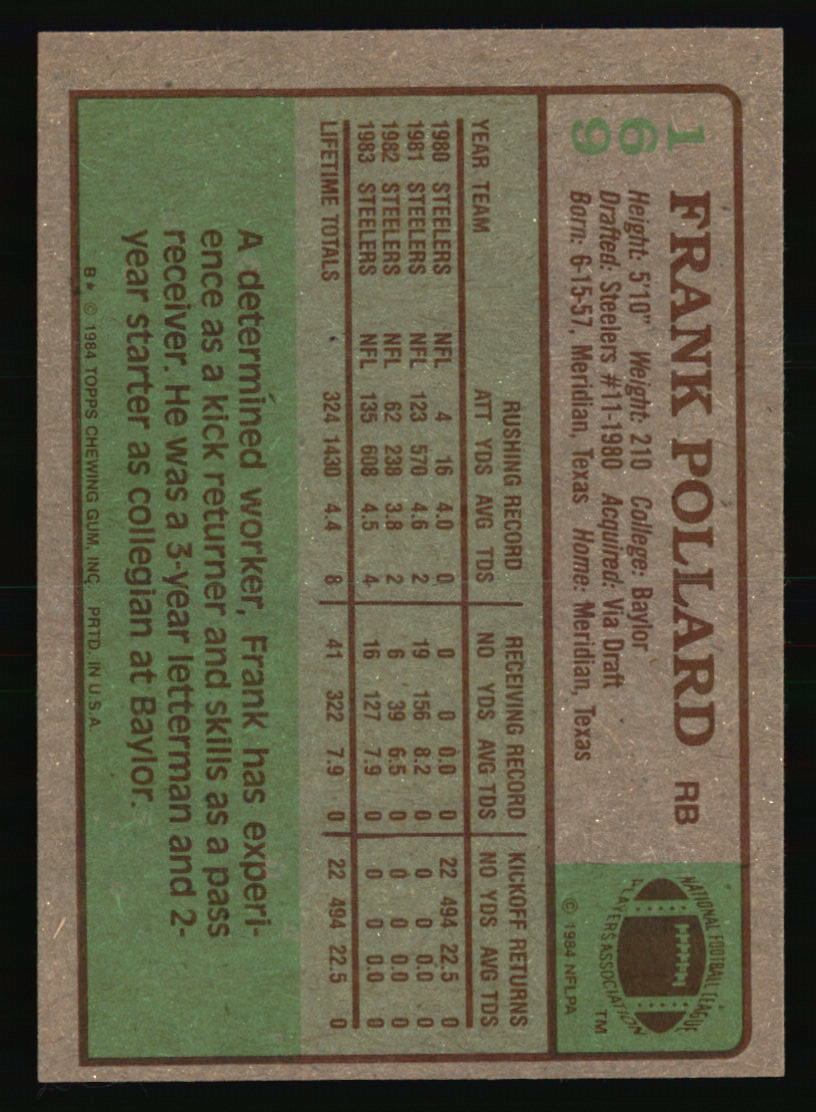 169
FRANK POLLARD RB
Height: 5'10" Weight: 210 College: Baylor
Drafted: Steelers #11-1980 Acquired: Via Draft
Born: 6-15-57, Meridian, Texas Home: Meridian, Texas
NATIONAL FOOTBALL LEAGUE
PLAYERS ASSOCIATION
TM
© 1984 NFLPA
RUSHING RECORD RECEIVING RECORD KICKOFF RETURNS
YEAR TEAM ATT YDS AVG TDS NO YDS AVG TDS NO YDS AVG TDS
1980 STEELERS NFL 4 16 4.0 0 0 0 0.0 0 22 494 22.5 0
1981 STEELERS NFL 123 570 4.6 2 19 156 8.2 0 0 0 0.0 0
1982 STEELERS NFL 62 238 3.8 2 6 39 6.5 0 0 0 0.0 0
1983 STEELERS NFL 135 608 4.5 4 16 127 7.9 0 0 0 0.0 0
LIFETIME TOTALS 324 1430 4.4 8 41 322 7.9 0 22 494 22.5 0
A determined worker, Frank has experi-
ence as a kick returner and skills as a pass
receiver. He was a 3-year letterman and 2-
year starter as collegian at Baylor.
B* © 1984 TOPPS CHEWING GUM, INC. PRTD. IN U.S.A.